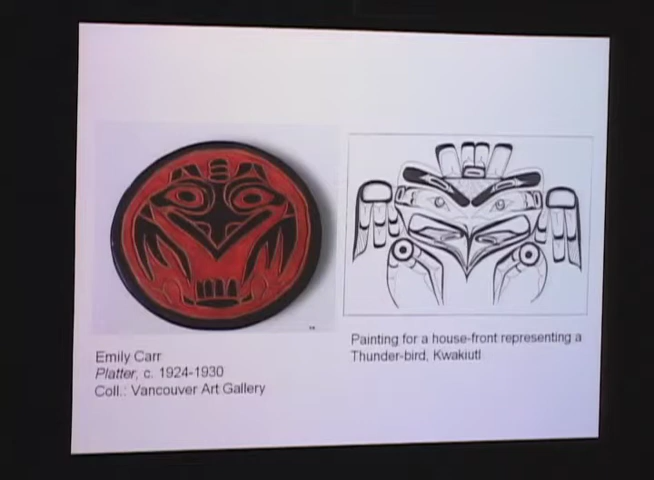 Emily Carr
Platter, c. 1924-1930
Coll.: Vancouver Art Gallery
Painting for a house-front representing a
Thunder-bird, Kwakiutl